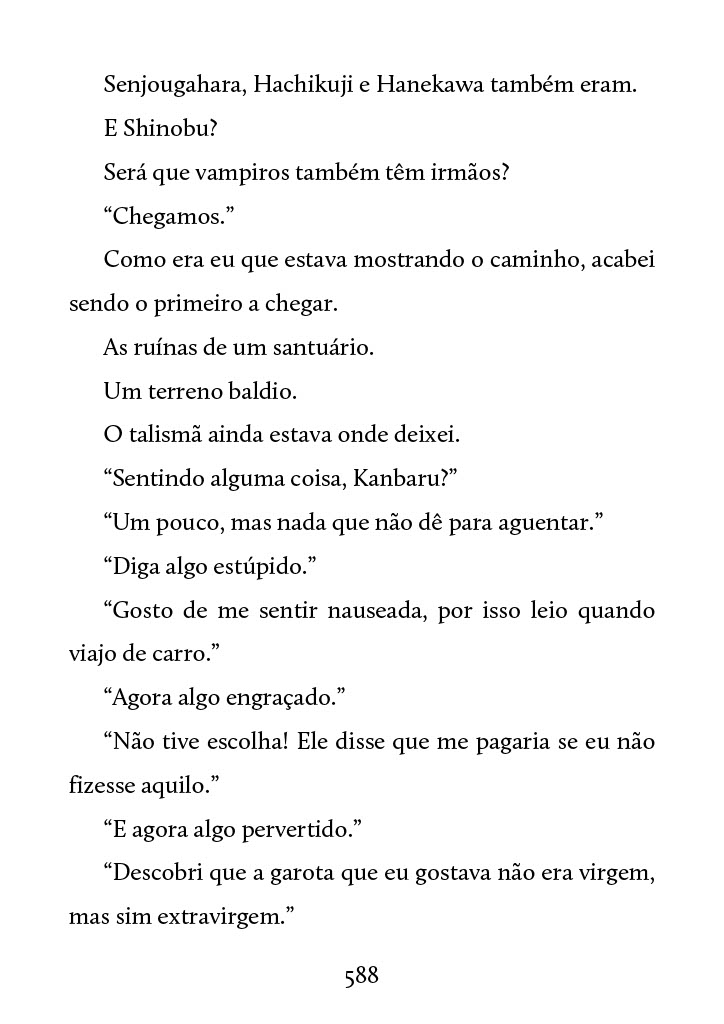 Senjougahara, Hachikuji e Hanekawa também eram.
E Shinobu?
Será que vampiros também têm irmãos?
“Chegamos.”
Como era eu que estava mostrando o caminho, acabei
sendo o primeiro a chegar.
As ruínas de um santuário.
Um terreno baldio.
O talismã ainda estava onde deixei.
“Sentindo alguma coisa, Kanbaru?”
“Um pouco, mas nada que não dê para aguentar.”
“Diga algo estúpido.”
“Gosto de me sentir nauseada, por isso leio quando
viajo de carro.”
“Agora algo engraçado.”
“Não tive escolha! Ele disse que me pagaria se eu não
fizesse aquilo.”
“E agora algo pervertido.”
“Descobri que a garota que eu gostava não era virgem,
mas sim extravirgem.”
588